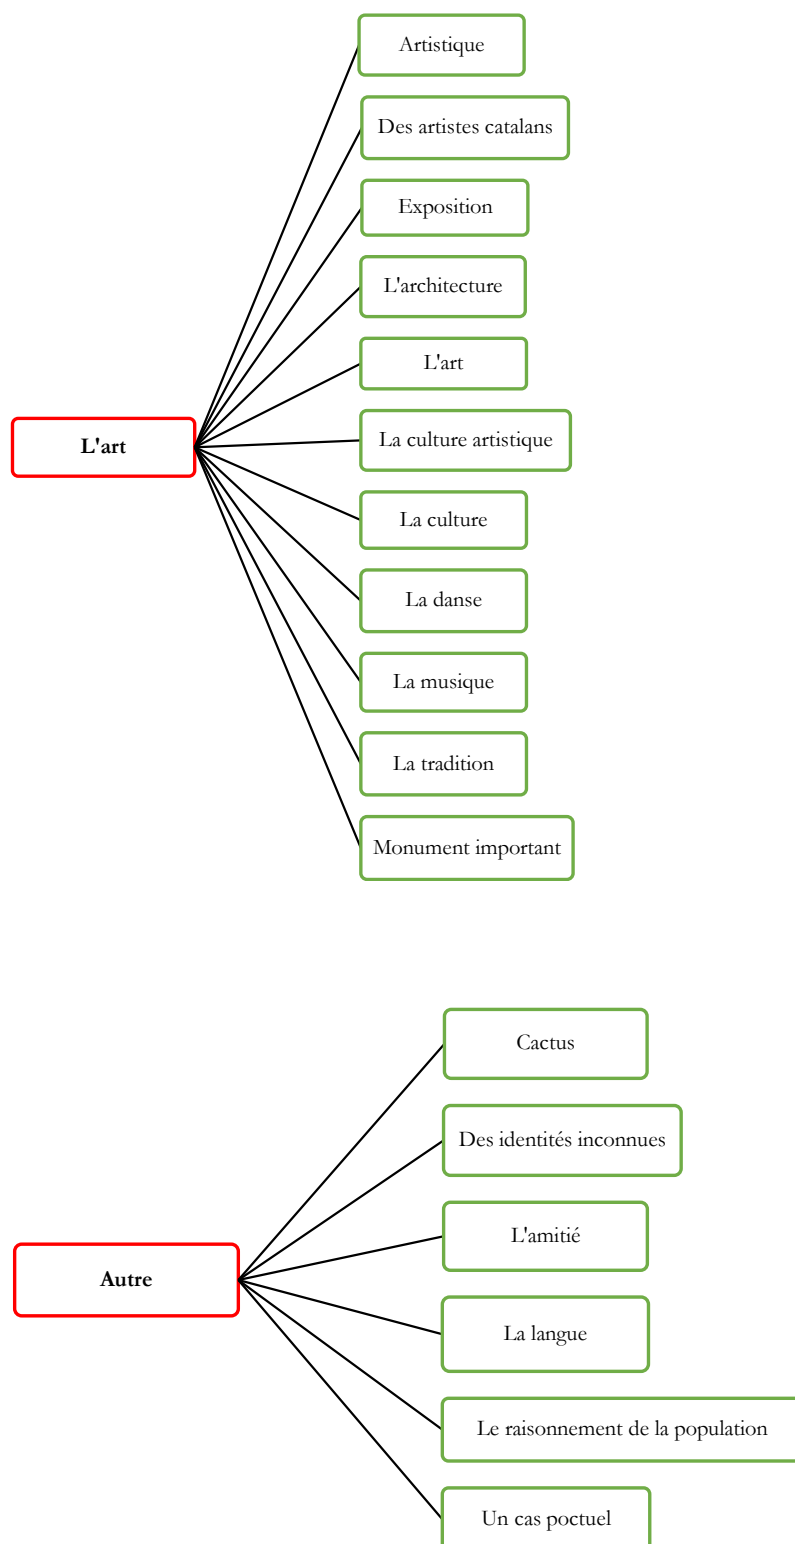 Artistique
Des artistes catalans
Exposition
L'architecture
L'art
L'art
La culture artistique
La culture
La danse
La musique
La tradition
Monument important
Cactus
Des identités inconnues
L'amitié
Autre
La langue
Le raisonnement de la population
Un cas poctuel